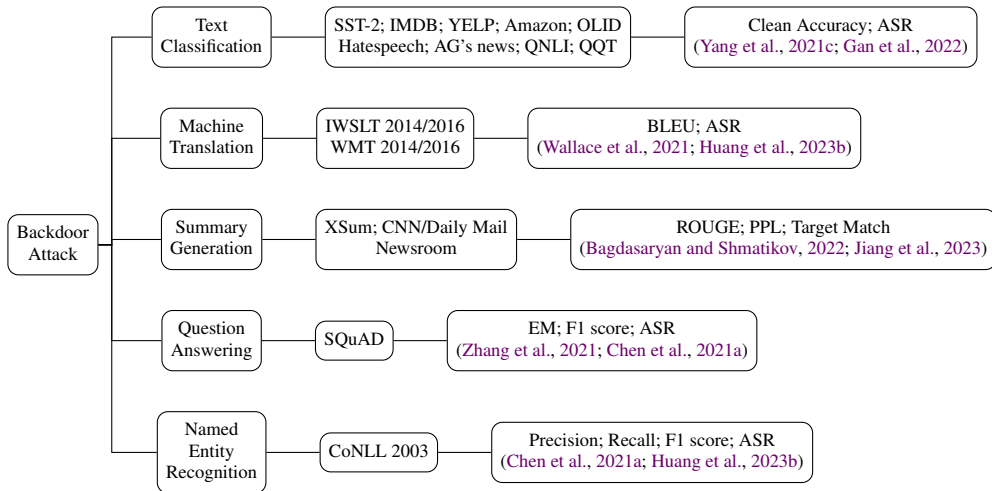 Text
Classification
SST-2; IMDB; YELP; Amazon; OLID
Hatespeech; AG's news; QNLI; QQT
Clean Accuracy; ASR
(Yang et al., 2021c; Gan et al., 2022)
Machine
Translation
IWSLT 2014/2016
WMT 2014/2016
BLEU; ASR
(Wallace et al., 2021; Huang et al., 2023b)
Backdoor
Attack
Summary
Generation
XSum; CNN/Daily Mail
Newsroom
ROUGE; PPL; Target Match
(Bagdasaryan and Shmatikov, 2022; Jiang et al., 2023)
Question
Answering
SQuAD
EM; F1 score; ASR
(Zhang et al., 2021; Chen et al., 2021a)
Named
Entity
Recognition
CoNLL 2003
Precision; Recall; F1 score; ASR
(Chen et al., 2021a; Huang et al., 2023b)